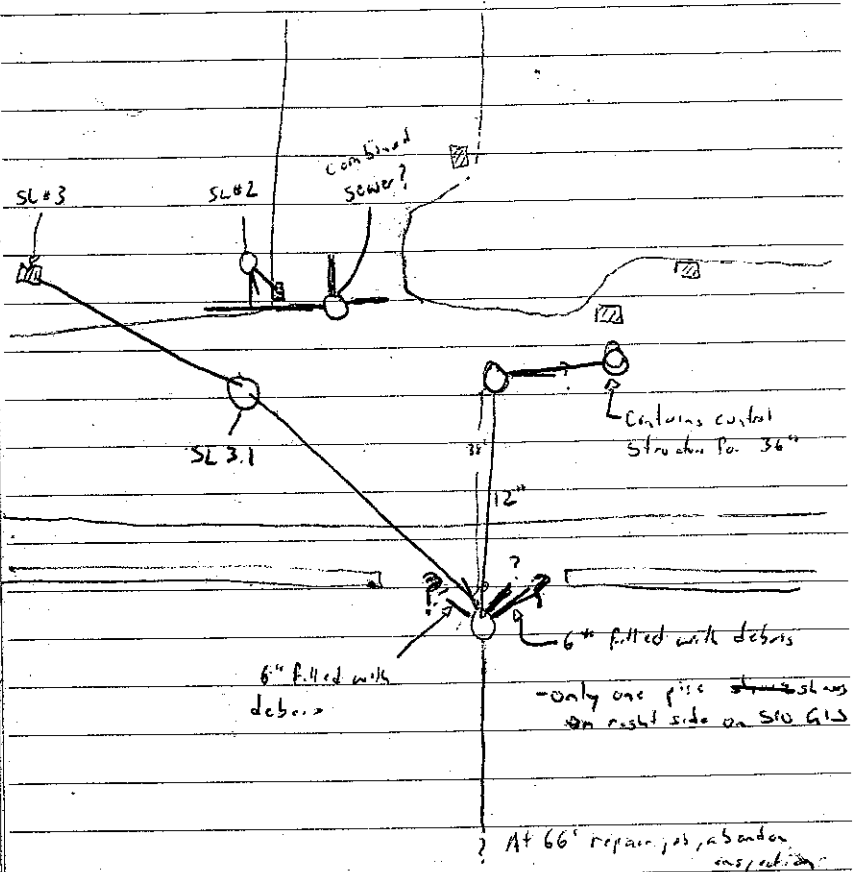 combined
sewer?
SL#3
SL#2
?
Contains control
Structure for 36"
SL 3.1
38'
12"
?
?
?
6" filled with debris
6" filled with
debris
-only one pipe shows
on right side on SW GIS
? At 66' repair job, abandon
inspection